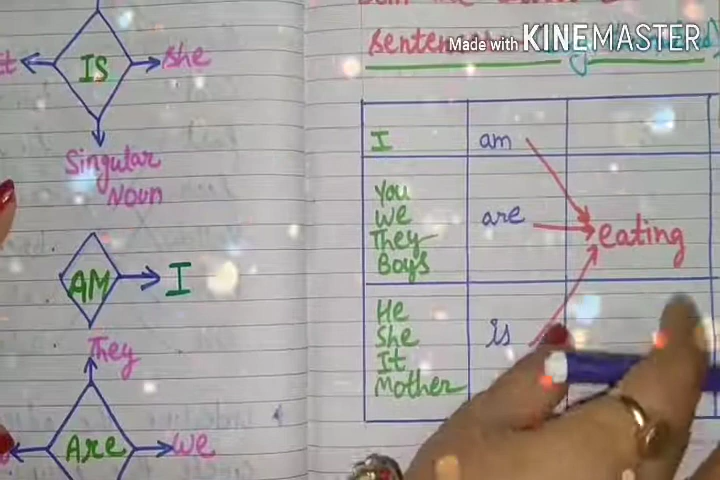 IS
She
Singular
Noun
AM
I
They
Are
We
sentences
Made with KINEMASTER
I am
You
We
They
Boys
are
eating
He
She
It
Mother
is